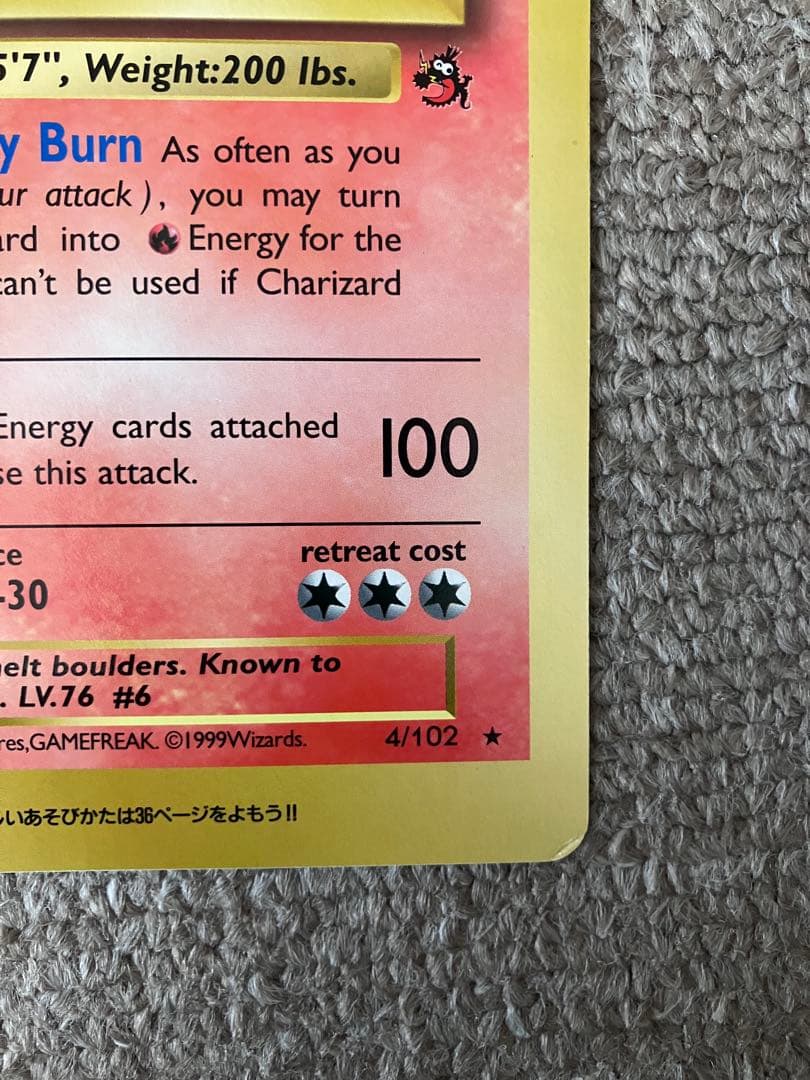 5'7", Weight:200 lbs.
y Burn As often as you
ur attack), you may turn
ard into Energy for the
can't be used if Charizard
Energy cards attached
se this attack.
100
ce
retreat cost
-30
elt boulders. Known to
. LV.76 #6
res,GAMEFREAK. ©1999Wizards. 4/102 ★
しいあそびかたは36ページをよもう!!